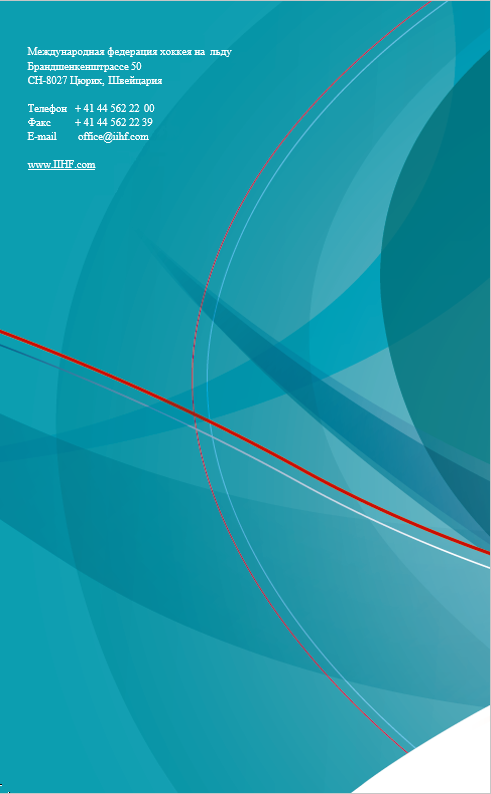 Международная федерация хоккея на льду
Брандшенкенштрассе 50
CH-8027 Цюрих, Швейцария
Телефон + 41 44 562 22 00
Факс + 41 44 562 22 39
E-mail office@iihf.com
www.IIHF.com